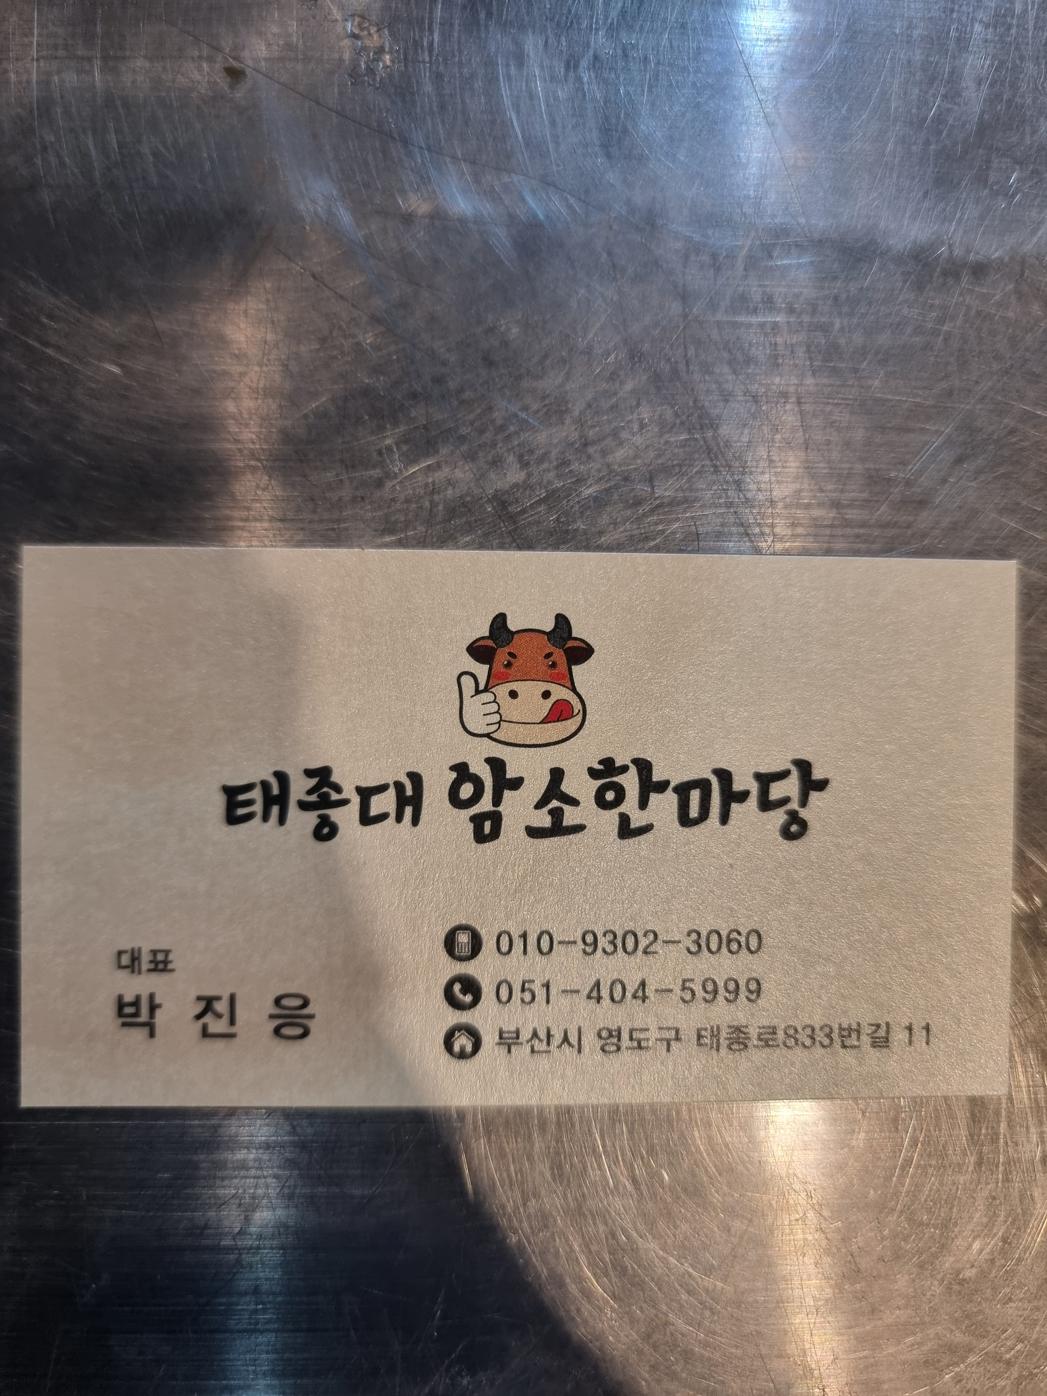 태종대 암소한마당
대표
박진응
010-9302-3060
051-404-5999
부산시 영도구 태종로833번길 11